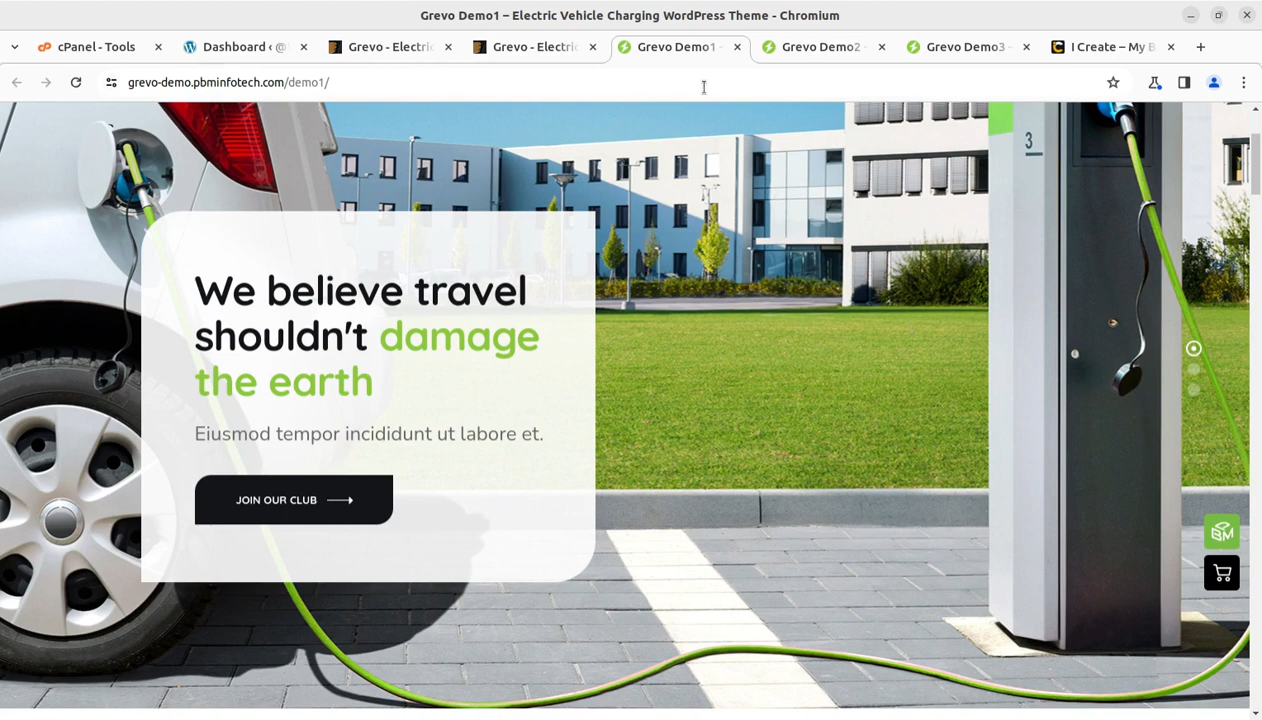 Grevo Demo1 – Electric Vehicle Charging WordPress Theme - Chromium
cPanel - Tools
Dashboard ‹ @
Grevo - Electric
Grevo - Electric
Grevo Demo1 -
Grevo Demo2 -
Grevo Demo3 -
I Create – My B
grevo-demo.pbminfotech.com/demo1/
3
We believe travel
shouldn't damage
the earth
Eiusmod tempor incididunt ut labore et.
JOIN OUR CLUB